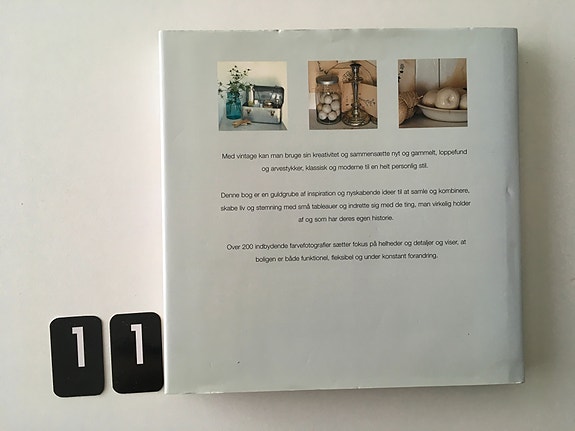 Med vintage kan man bruge sin kreativitet og sammensætte nyt og gammelt, loppefund
og arvestykker, klassisk og moderne til en helt personlig stil.
Denne bog er en guldgrube af inspiration og nyskabende ideer til at samle og kombinere,
skabe liv og stemning med små tableauer og indrette sig med de ting, man virkelig holder
af og som har deres egen historie.
Over 200 indbydende farvefotografier sætter fokus på helheder og detaljer og viser, at
boligen er både funktionel, fleksibel og under konstant forandring.
1 1